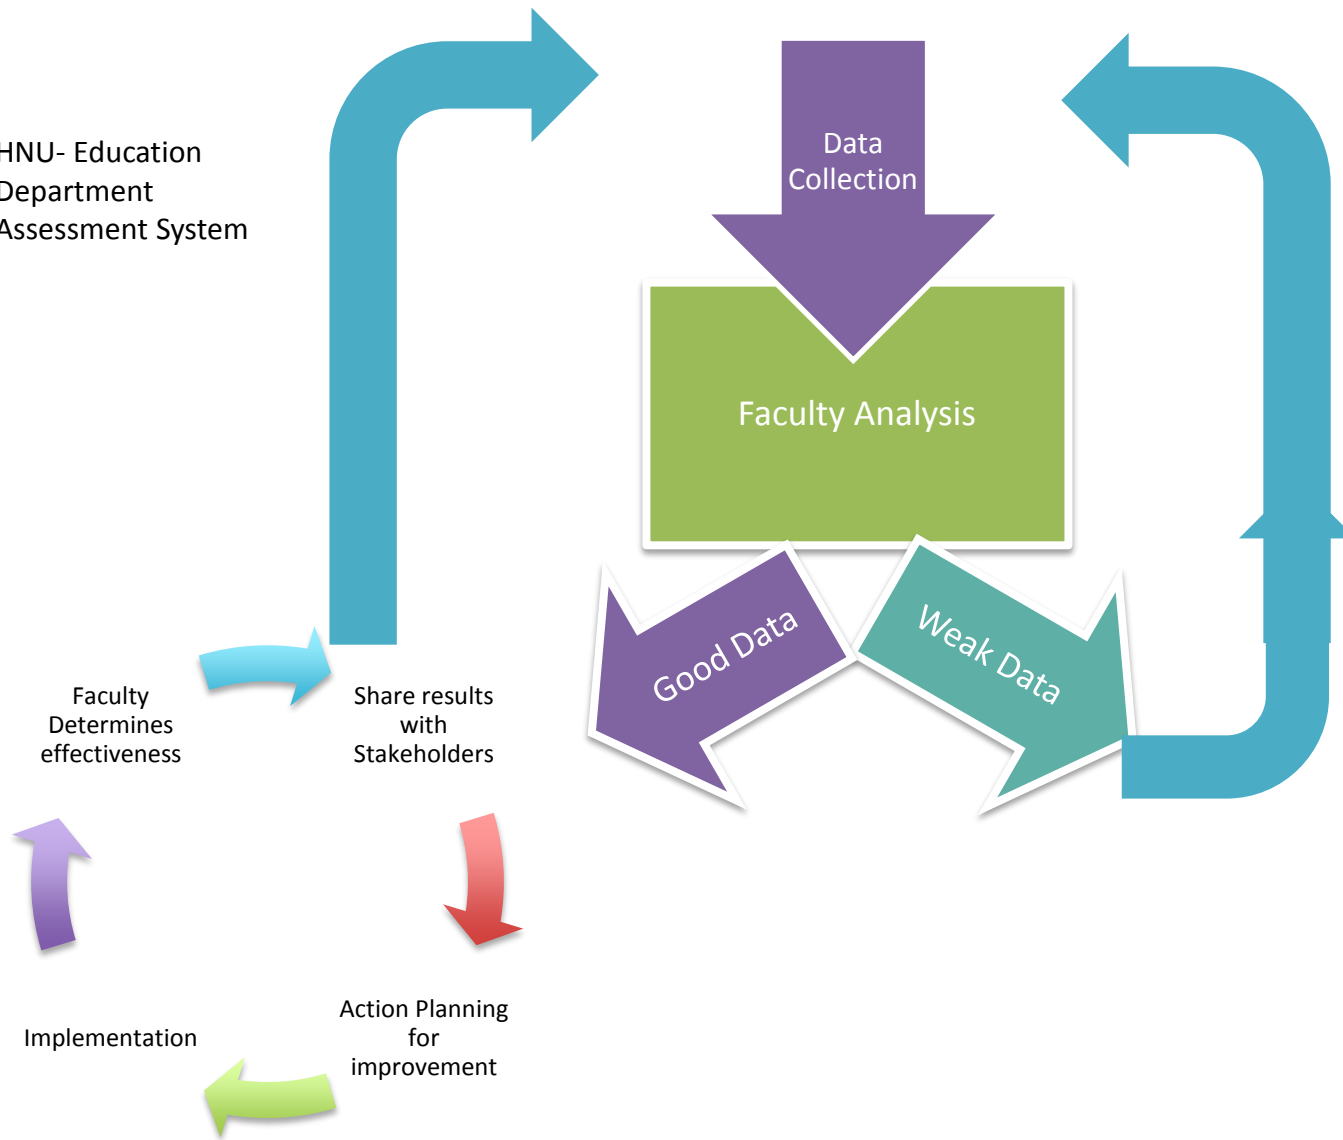 HNU- Education
Department
Assessment System
Data
Collection
Faculty Analysis
Good Data
Weak Data
Faculty
Determines
effectiveness
Share results
with
Stakeholders
Action Planning
for
improvement
Implementation